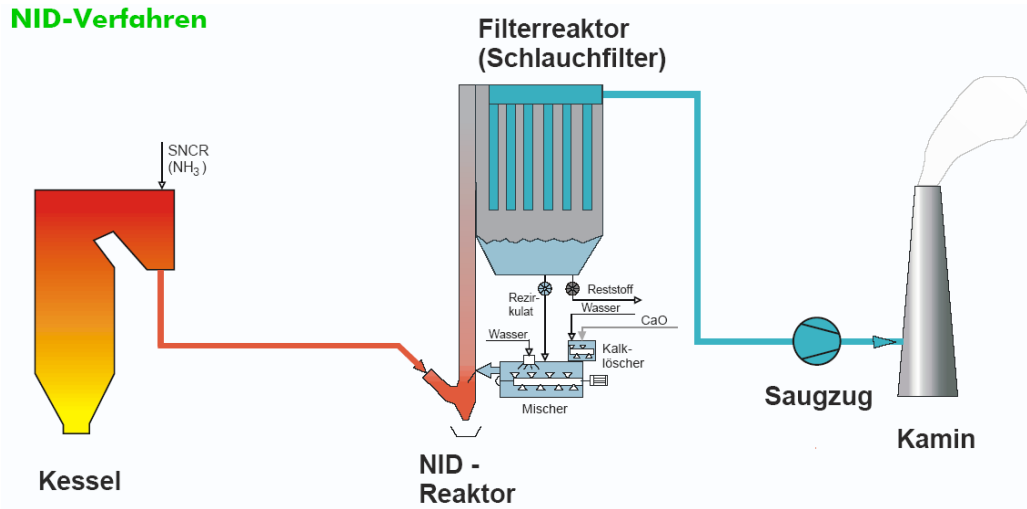 NID-Verfahren
Filterreaktor
(Schlauchfilter)
SNCR
(NH₃)
Rezir-
kulat
Reststoff
Wasser
CaO
Wasser
Kalk-
löscher
Mischer
Saugzug
Kamin
Kessel
NID -
Reaktor